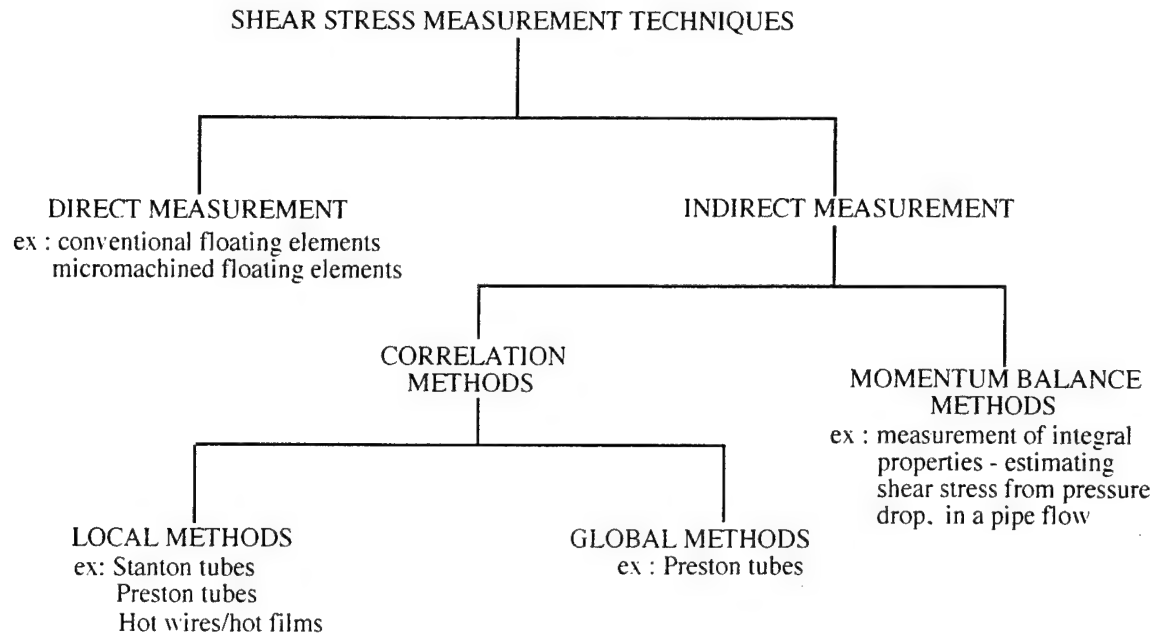 SHEAR STRESS MEASUREMENT TECHNIQUES
DIRECT MEASUREMENT
ex : conventional floating elements
micromachined floating elements
INDIRECT MEASUREMENT
CORRELATION
METHODS
MOMENTUM BALANCE
METHODS
ex : measurement of integral
properties - estimating
shear stress from pressure
drop, in a pipe flow
LOCAL METHODS
ex: Stanton tubes
Preston tubes
Hot wires/hot films
GLOBAL METHODS
ex : Preston tubes